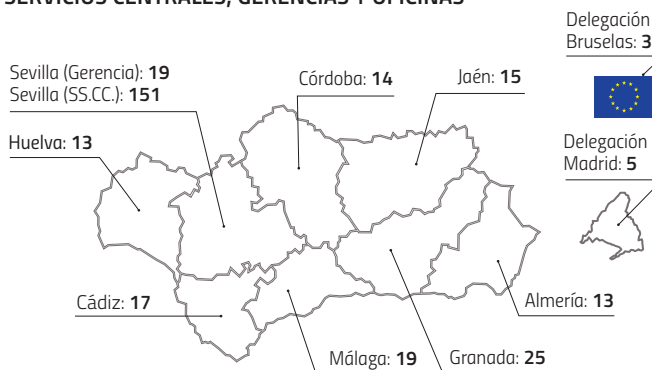 SERVICIOS CENTRALES, GERENCIAS Y OFICINAS
Delegación
Bruselas: 3
Sevilla (Gerencia): 19
Sevilla (SS.CC.): 151
Córdoba: 14
Jaén: 15
Huelva: 13
Delegación
Madrid: 5
Cádiz: 17
Almería: 13
Málaga: 19
Granada: 25